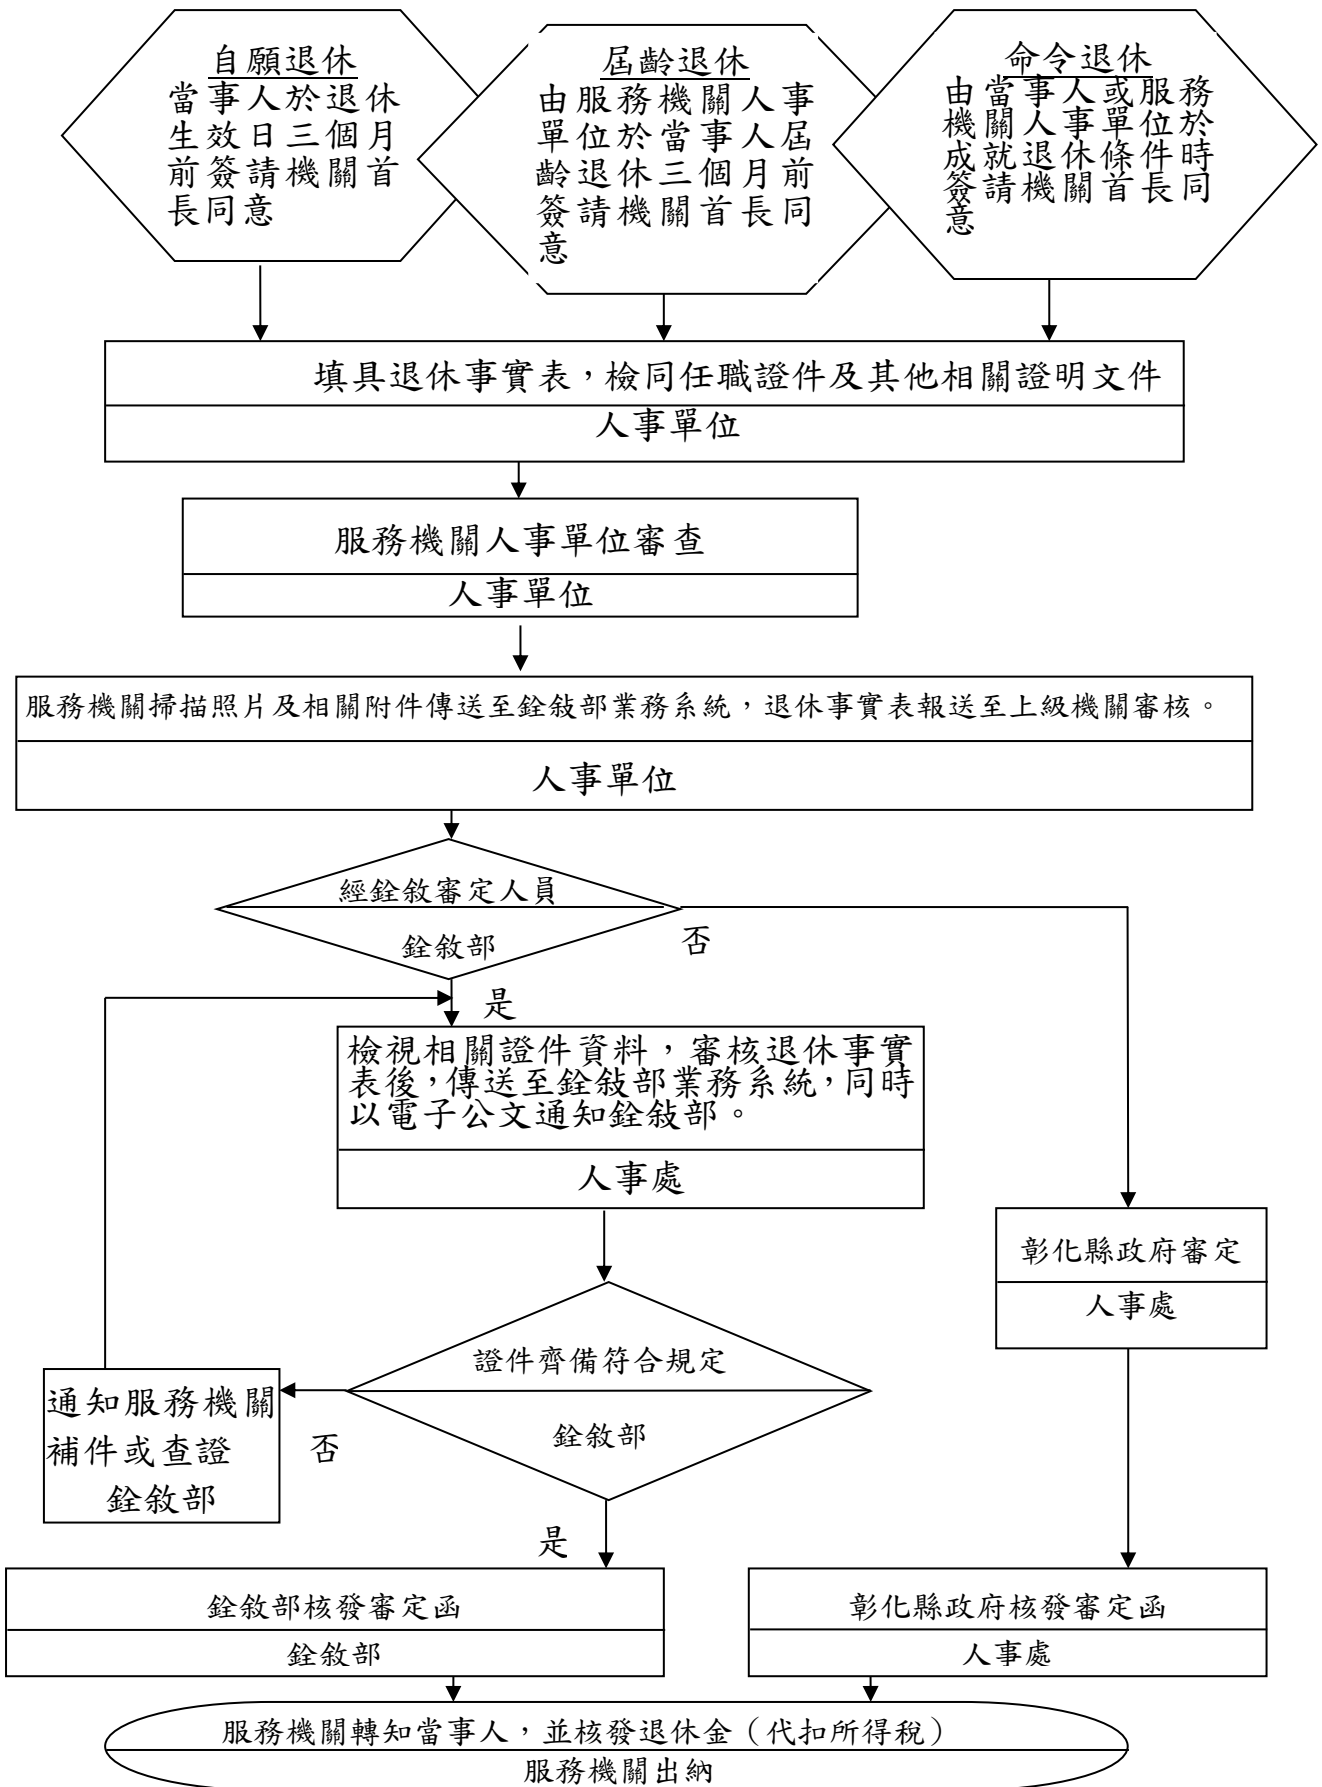 自願退休
當事人於退休
生效日三個月
前簽請機關首
長同意
屆齡退休
由服務機關人事
單位於當事人屆
齡退休三個月前
簽請機關首長同
意
命令退休
由當事人或服務
機關人事單位於
成就退休條件時
簽請機關首長同
意
填具退休事實表，檢同任職證件及其他相關證明文件
人事單位
服務機關人事單位審查
人事單位
服務機關掃描照片及相關附件傳送至銓敘部業務系統，退休事實表報送至上級機關審核。
人事單位
經銓敘審定人員
銓敘部
否
是
檢視相關證件資料，審核退休事實
表後，傳送至銓敍部業務系統，同時
以電子公文通知銓敍部。
人事處
彰化縣政府審定
人事處
證件齊備符合規定
銓敘部
通知服務機關
補件或查證
銓敘部
否
是
銓敘部核發審定函
銓敘部
彰化縣政府核發審定函
人事處
服務機關轉知當事人，並核發退休金（代扣所得稅）
服務機關出納